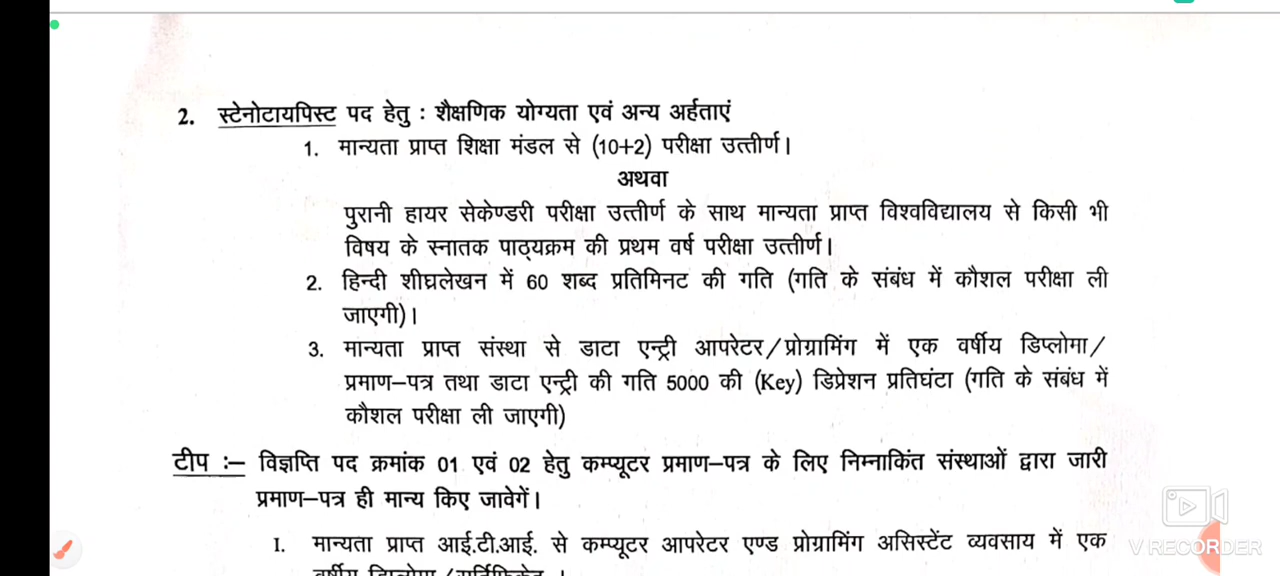 2. स्टेनोटायपिस्ट पद हेतु : शैक्षणिक योग्यता एवं अन्य अर्हताएं
1. मान्यता प्राप्त शिक्षा मंडल से (10+2) परीक्षा उत्तीर्ण।
अथवा
पुरानी हायर सेकेण्डरी परीक्षा उत्तीर्ण के साथ मान्यता प्राप्त विश्वविद्यालय से किसी भी
विषय के स्नातक पाठ्यक्रम की प्रथम वर्ष परीक्षा उत्तीर्ण।
2. हिन्दी शीघ्रलेखन में 60 शब्द प्रतिमिनट की गति (गति के संबंध में कौशल परीक्षा ली
जाएगी)।
3. मान्यता प्राप्त संस्था से डाटा एन्ट्री आपरेटर/प्रोग्रामिंग में एक वर्षीय डिप्लोमा/
प्रमाण–पत्र तथा डाटा एन्ट्री की गति 5000 की (Key) डिप्रेशन प्रतिघंटा (गति के संबंध में
कौशल परीक्षा ली जाएगी)
टीप :– विज्ञप्ति पद क्रमांक 01 एवं 02 हेतु कम्प्यूटर प्रमाण–पत्र के लिए निम्नाकिंत संस्थाओं द्वारा जारी
प्रमाण–पत्र ही मान्य किए जावेगें।
I. मान्यता प्राप्त आई.टी.आई. से कम्प्यूटर आपरेटर एण्ड प्रोग्रामिंग असिस्टेंट व्यवसाय में एक
वर्षीय डिप्लोमा/सर्टिफिकेट।
V RECORDER